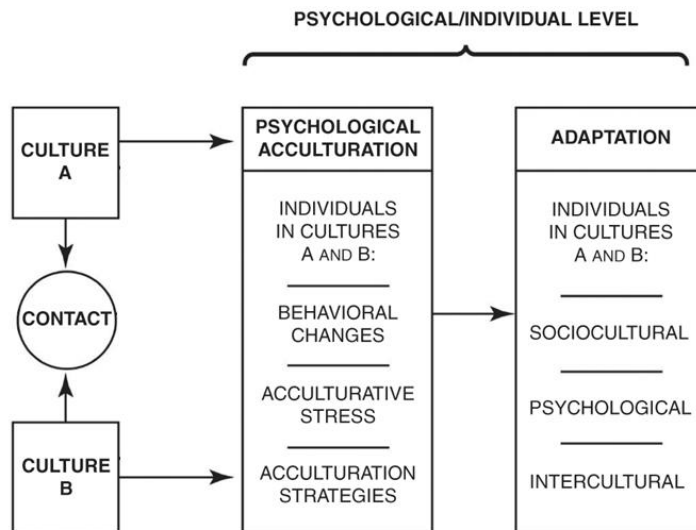 PSYCHOLOGICAL/INDIVIDUAL LEVEL
CULTURE
A
CONTACT
CULTURE
B
PSYCHOLOGICAL
ACCULTURATION
INDIVIDUALS
IN CULTURES
A AND B:
BEHAVIORAL
CHANGES
ACCULTURATIVE
STRESS
ACCULTURATION
STRATEGIES
ADAPTATION
INDIVIDUALS
IN CULTURES
A AND B:
SOCIOCULTURAL
PSYCHOLOGICAL
INTERCULTURAL